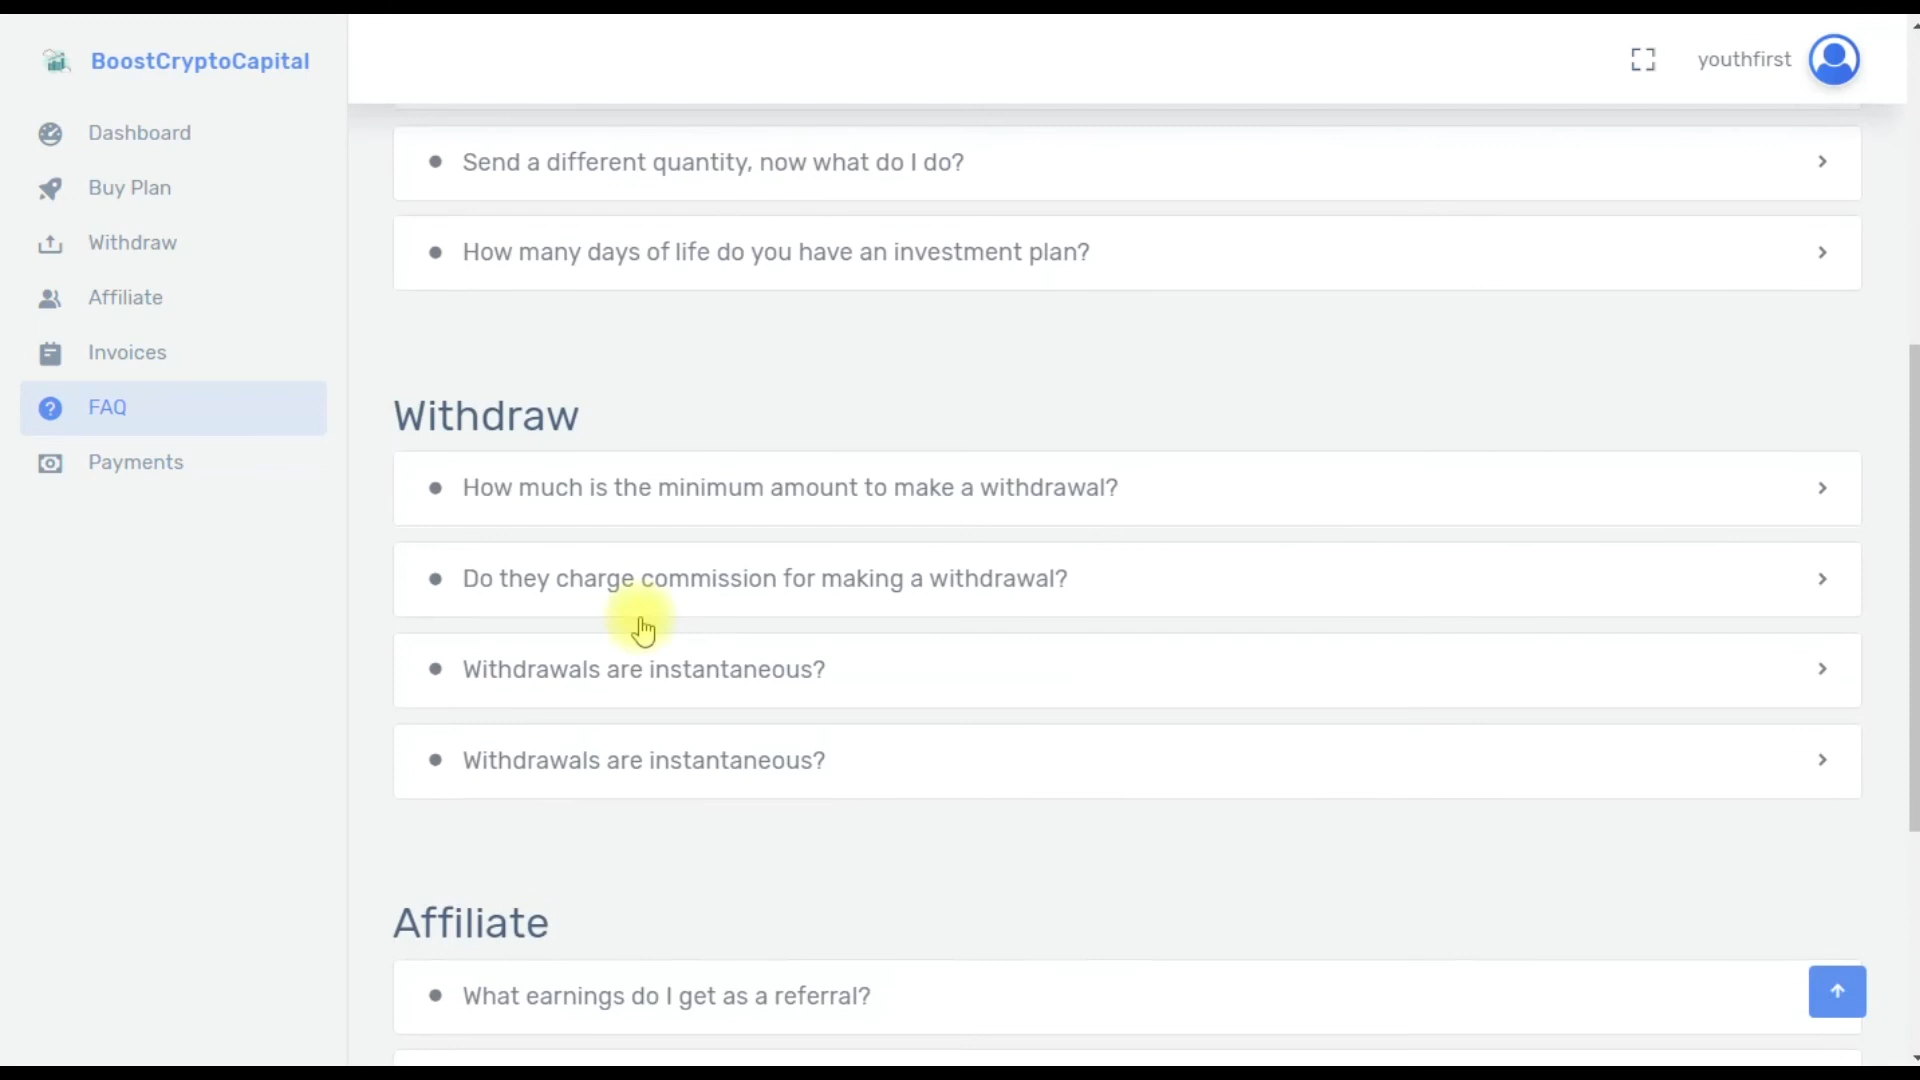 BoostCryptoCapital
youthfirst
Dashboard
Buy Plan
Withdraw
Affiliate
Invoices
FAQ
Payments
Send a different quantity, now what do I do?
How many days of life do you have an investment plan?
Withdraw
How much is the minimum amount to make a withdrawal?
Do they charge commission for making a withdrawal?
Withdrawals are instantaneous?
Withdrawals are instantaneous?
Affiliate
What earnings do I get as a referral?